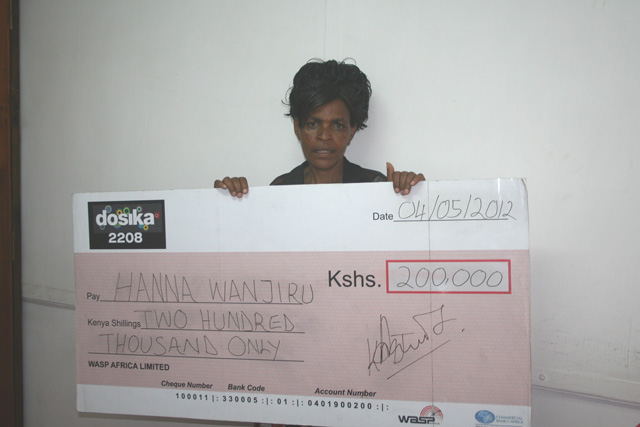 dosika
2208
Date 04/05/2012
Kshs. 200.000
Pay HANNA WANJIRU
Kenya Shillings TWO HUNDRED
THOUSAND ONLY
WASP AFRICA LIMITED
Cheque Number Bank Code Account Number
100011 |: 330005 :|: 01 :|: 0401900200 :|:
wasp